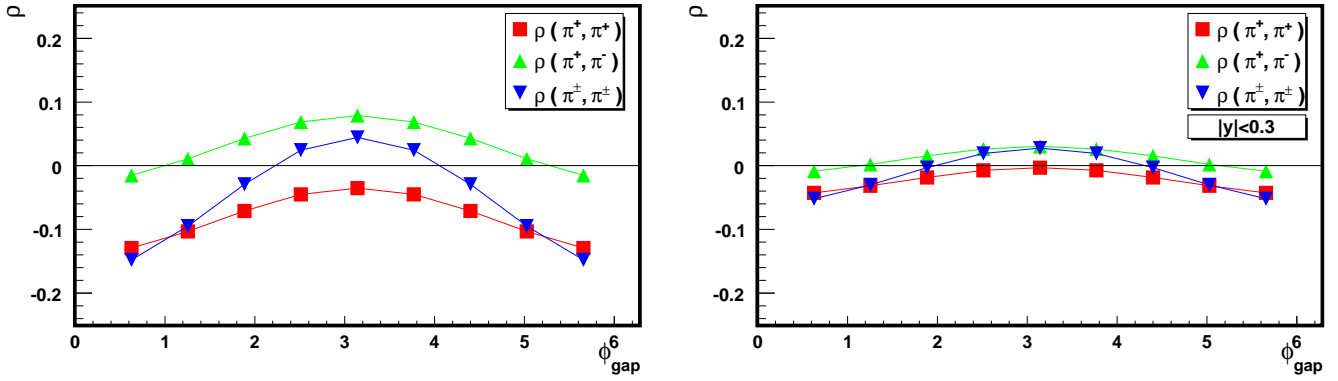 ρ
0.2
0.1
0
-0.1
-0.2
0 1 2 3 4 5 6
ϕgap
ρ ( π+, π+ )
ρ ( π+, π- )
ρ ( π±, π± )
ρ
0.2
0.1
0
-0.1
-0.2
0 1 2 3 4 5 6
ϕgap
ρ ( π+, π+ )
ρ ( π+, π- )
ρ ( π±, π± )
|y|<0.3